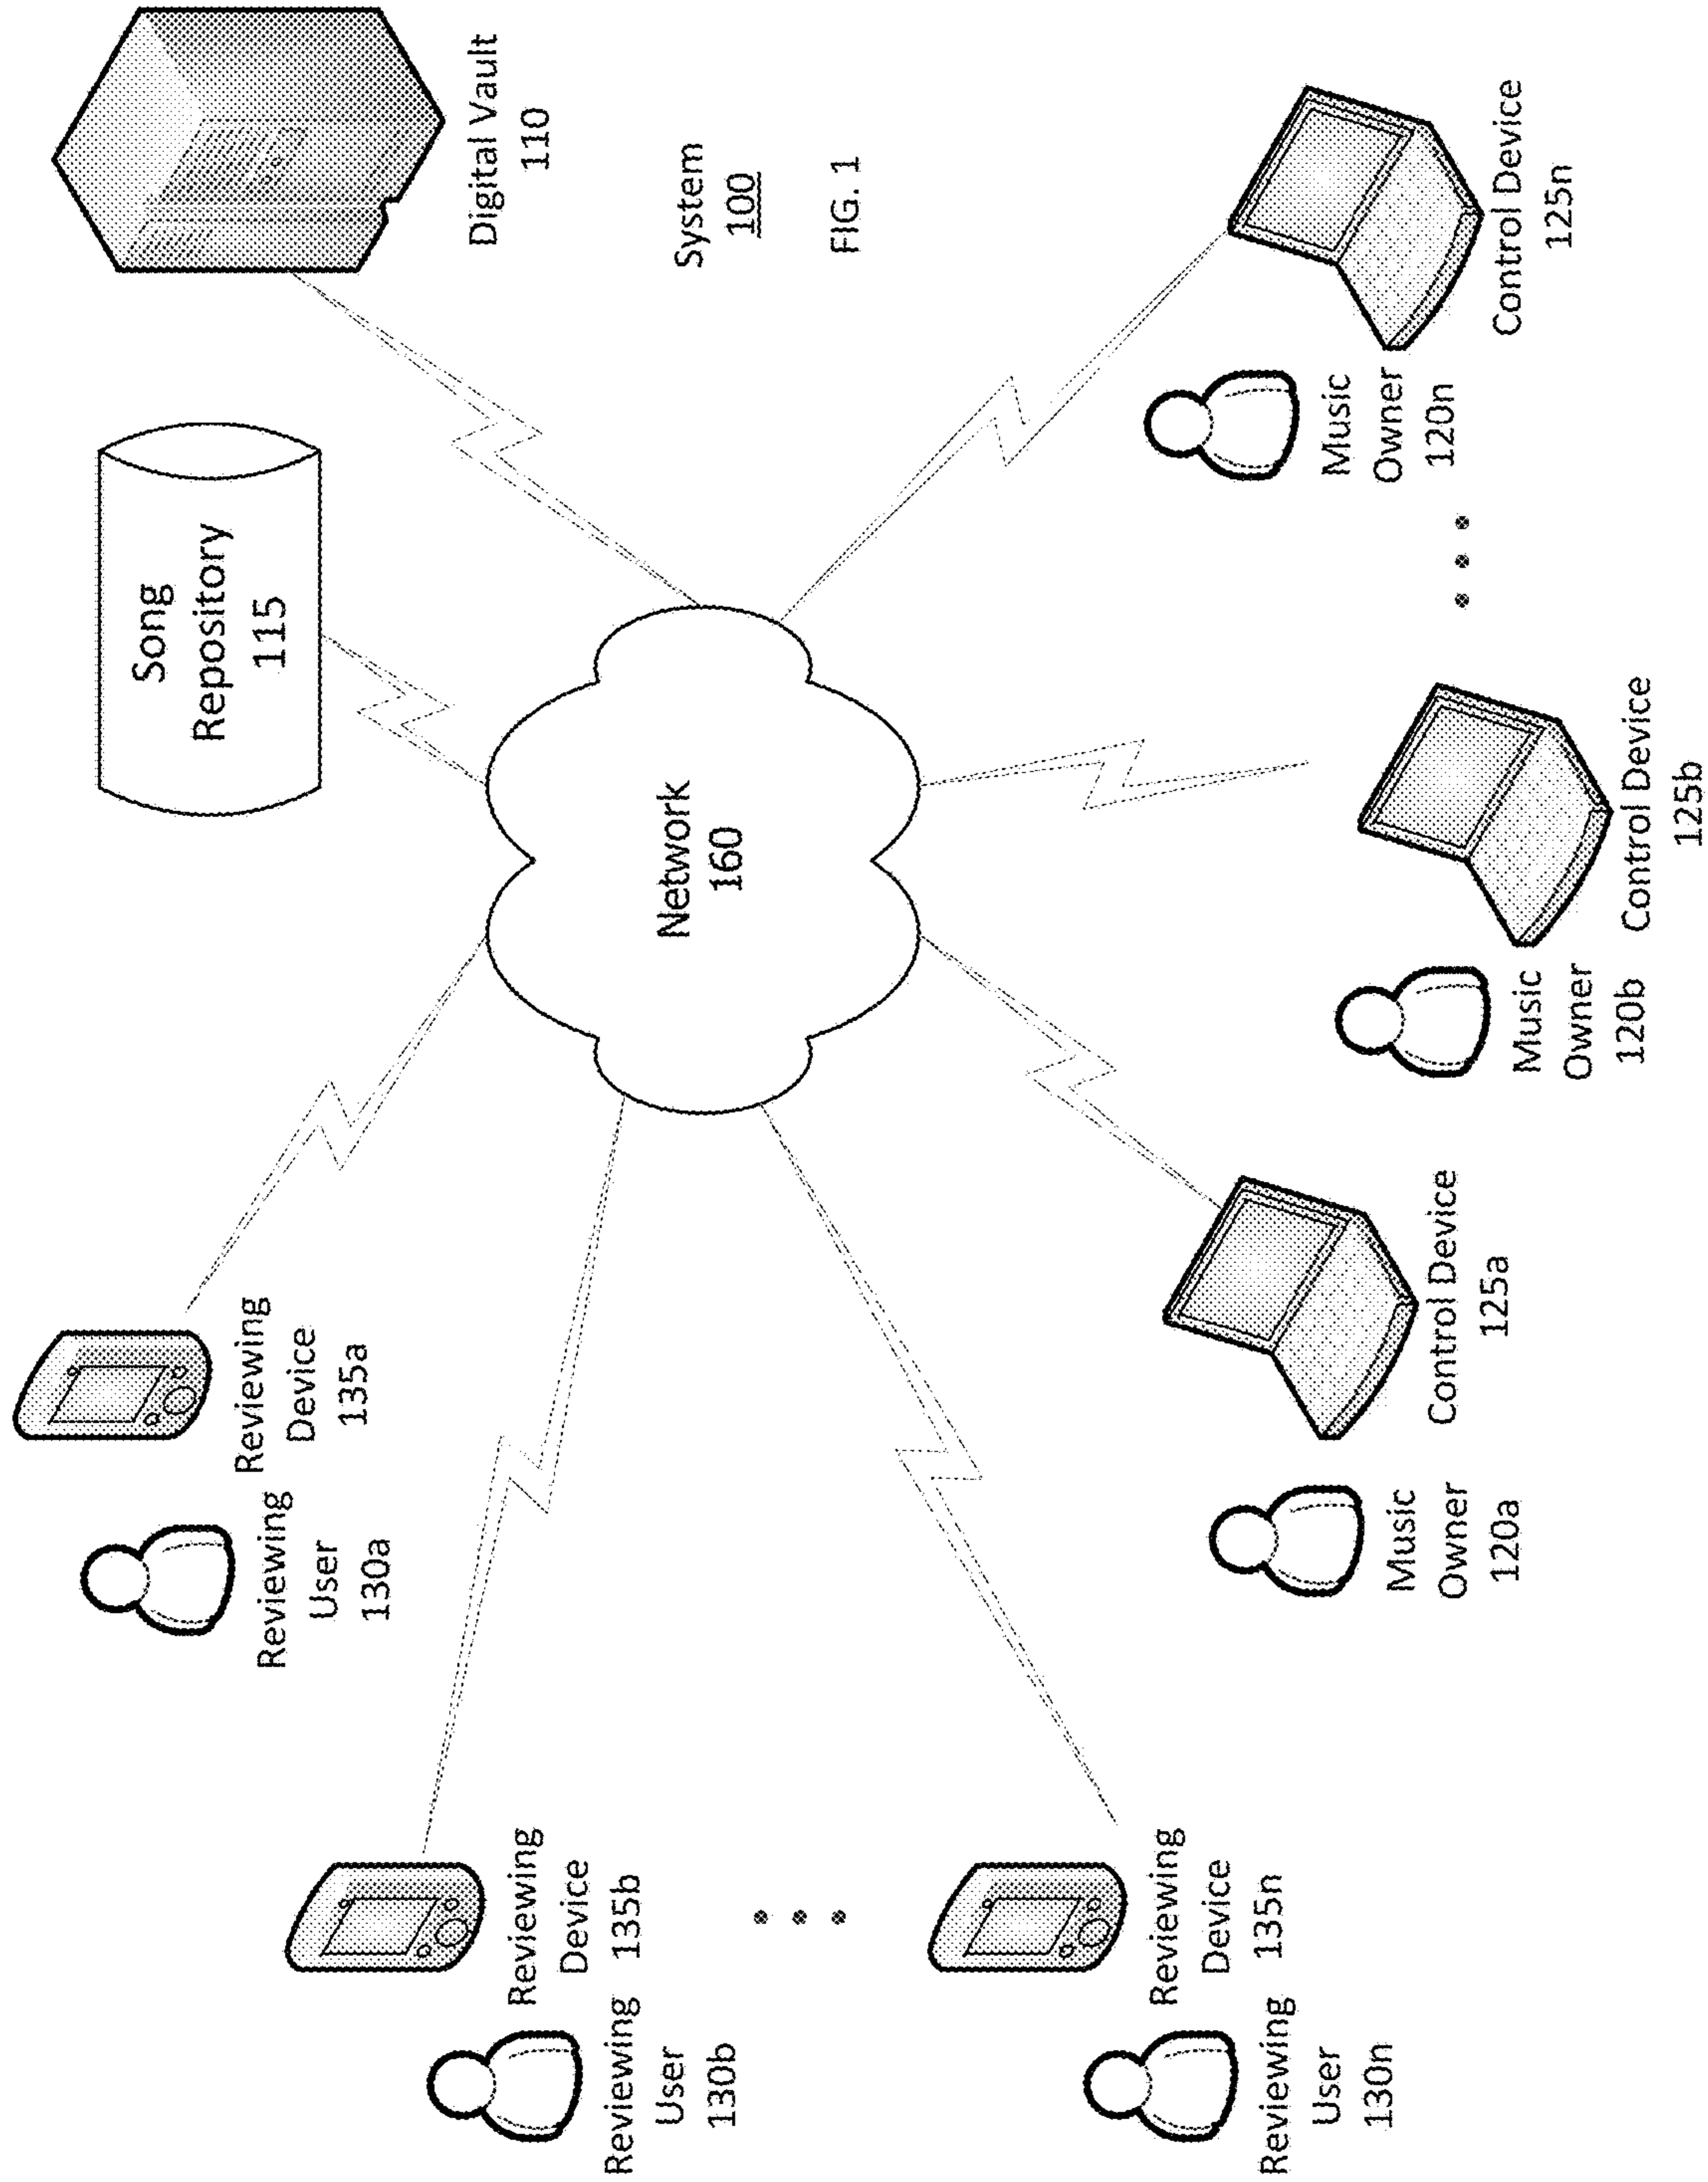 Reviewing
User
130a
Reviewing
Device
135a
Song
Repository
115
Digital Vault
110
Reviewing
User
130b
Reviewing
Device
135b
Network
160
System
100
FIG. 1
Reviewing
User
130n
Reviewing
Device
135n
Music
Owner
120a
Control Device
125a
Music
Owner
120b
Control Device
125b
Music
Owner
120n
Control Device
125n